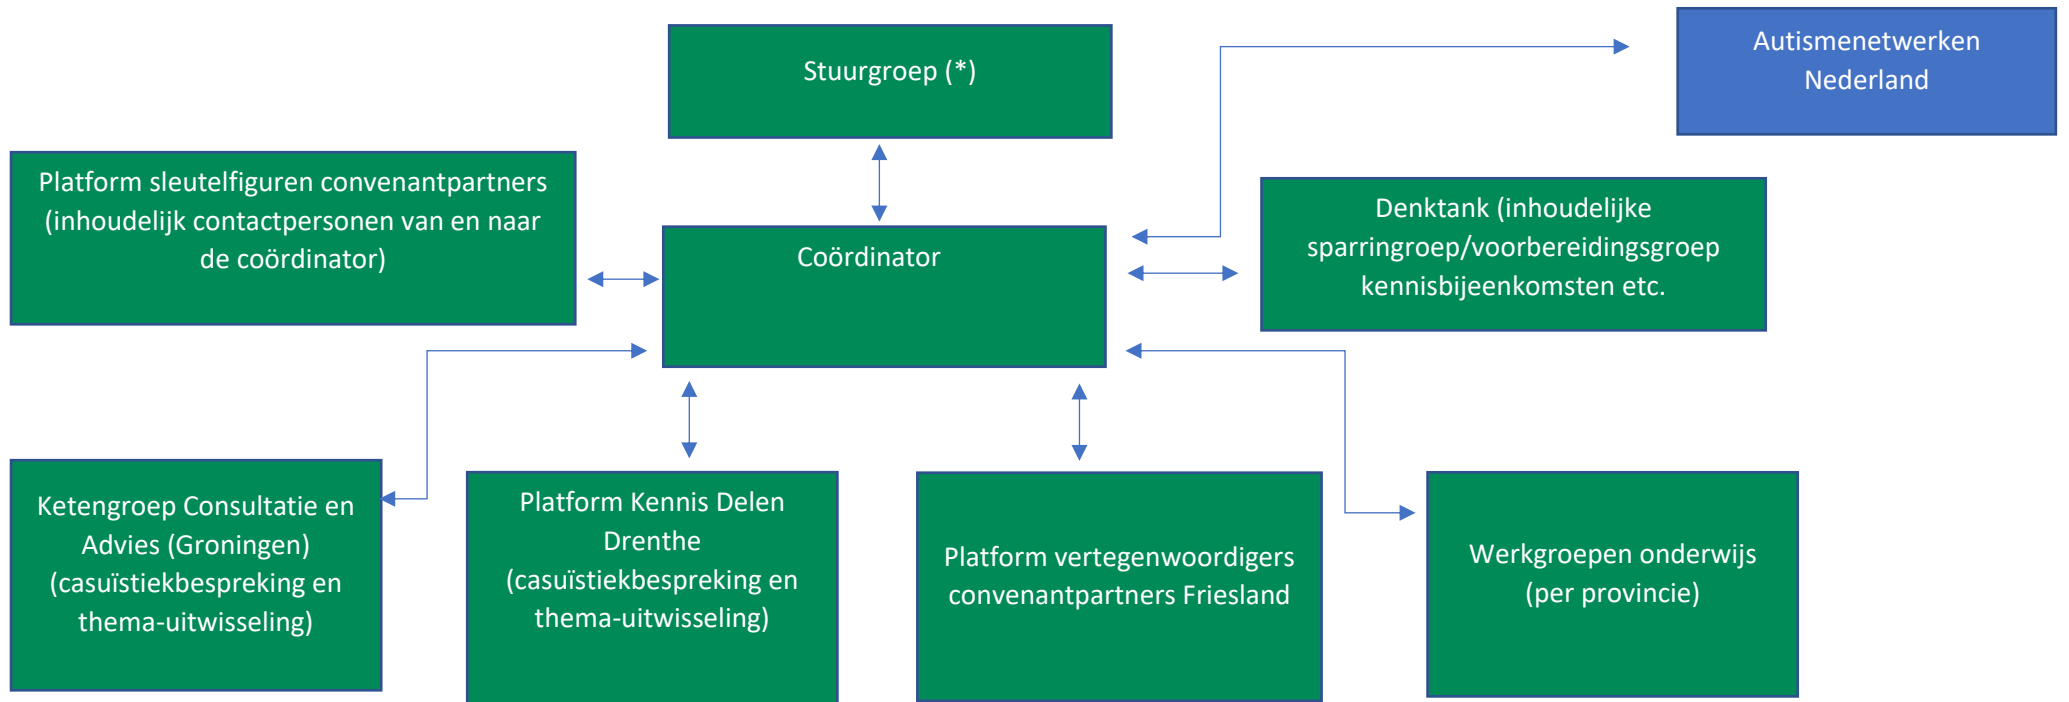 Stuurgroep (*)
Autismenetwerken
Nederland
Platform sleutelfiguren convenantpartners
(inhoudelijk contactpersonen van en naar
de coördinator)
Coördinator
Denktank (inhoudelijke
sparringroep/voorbereidingsgroep
kennisbijeenkomsten etc.
Ketengroep Consultatie en
Advies (Groningen)
(casuïstiekbespreking en
thema-uitwisseling)
Platform Kennis Delen
Drenthe
(casuïstiekbespreking en
thema-uitwisseling)
Platform vertegenwoordigers
convenantpartners Friesland
Werkgroepen onderwijs
(per provincie)